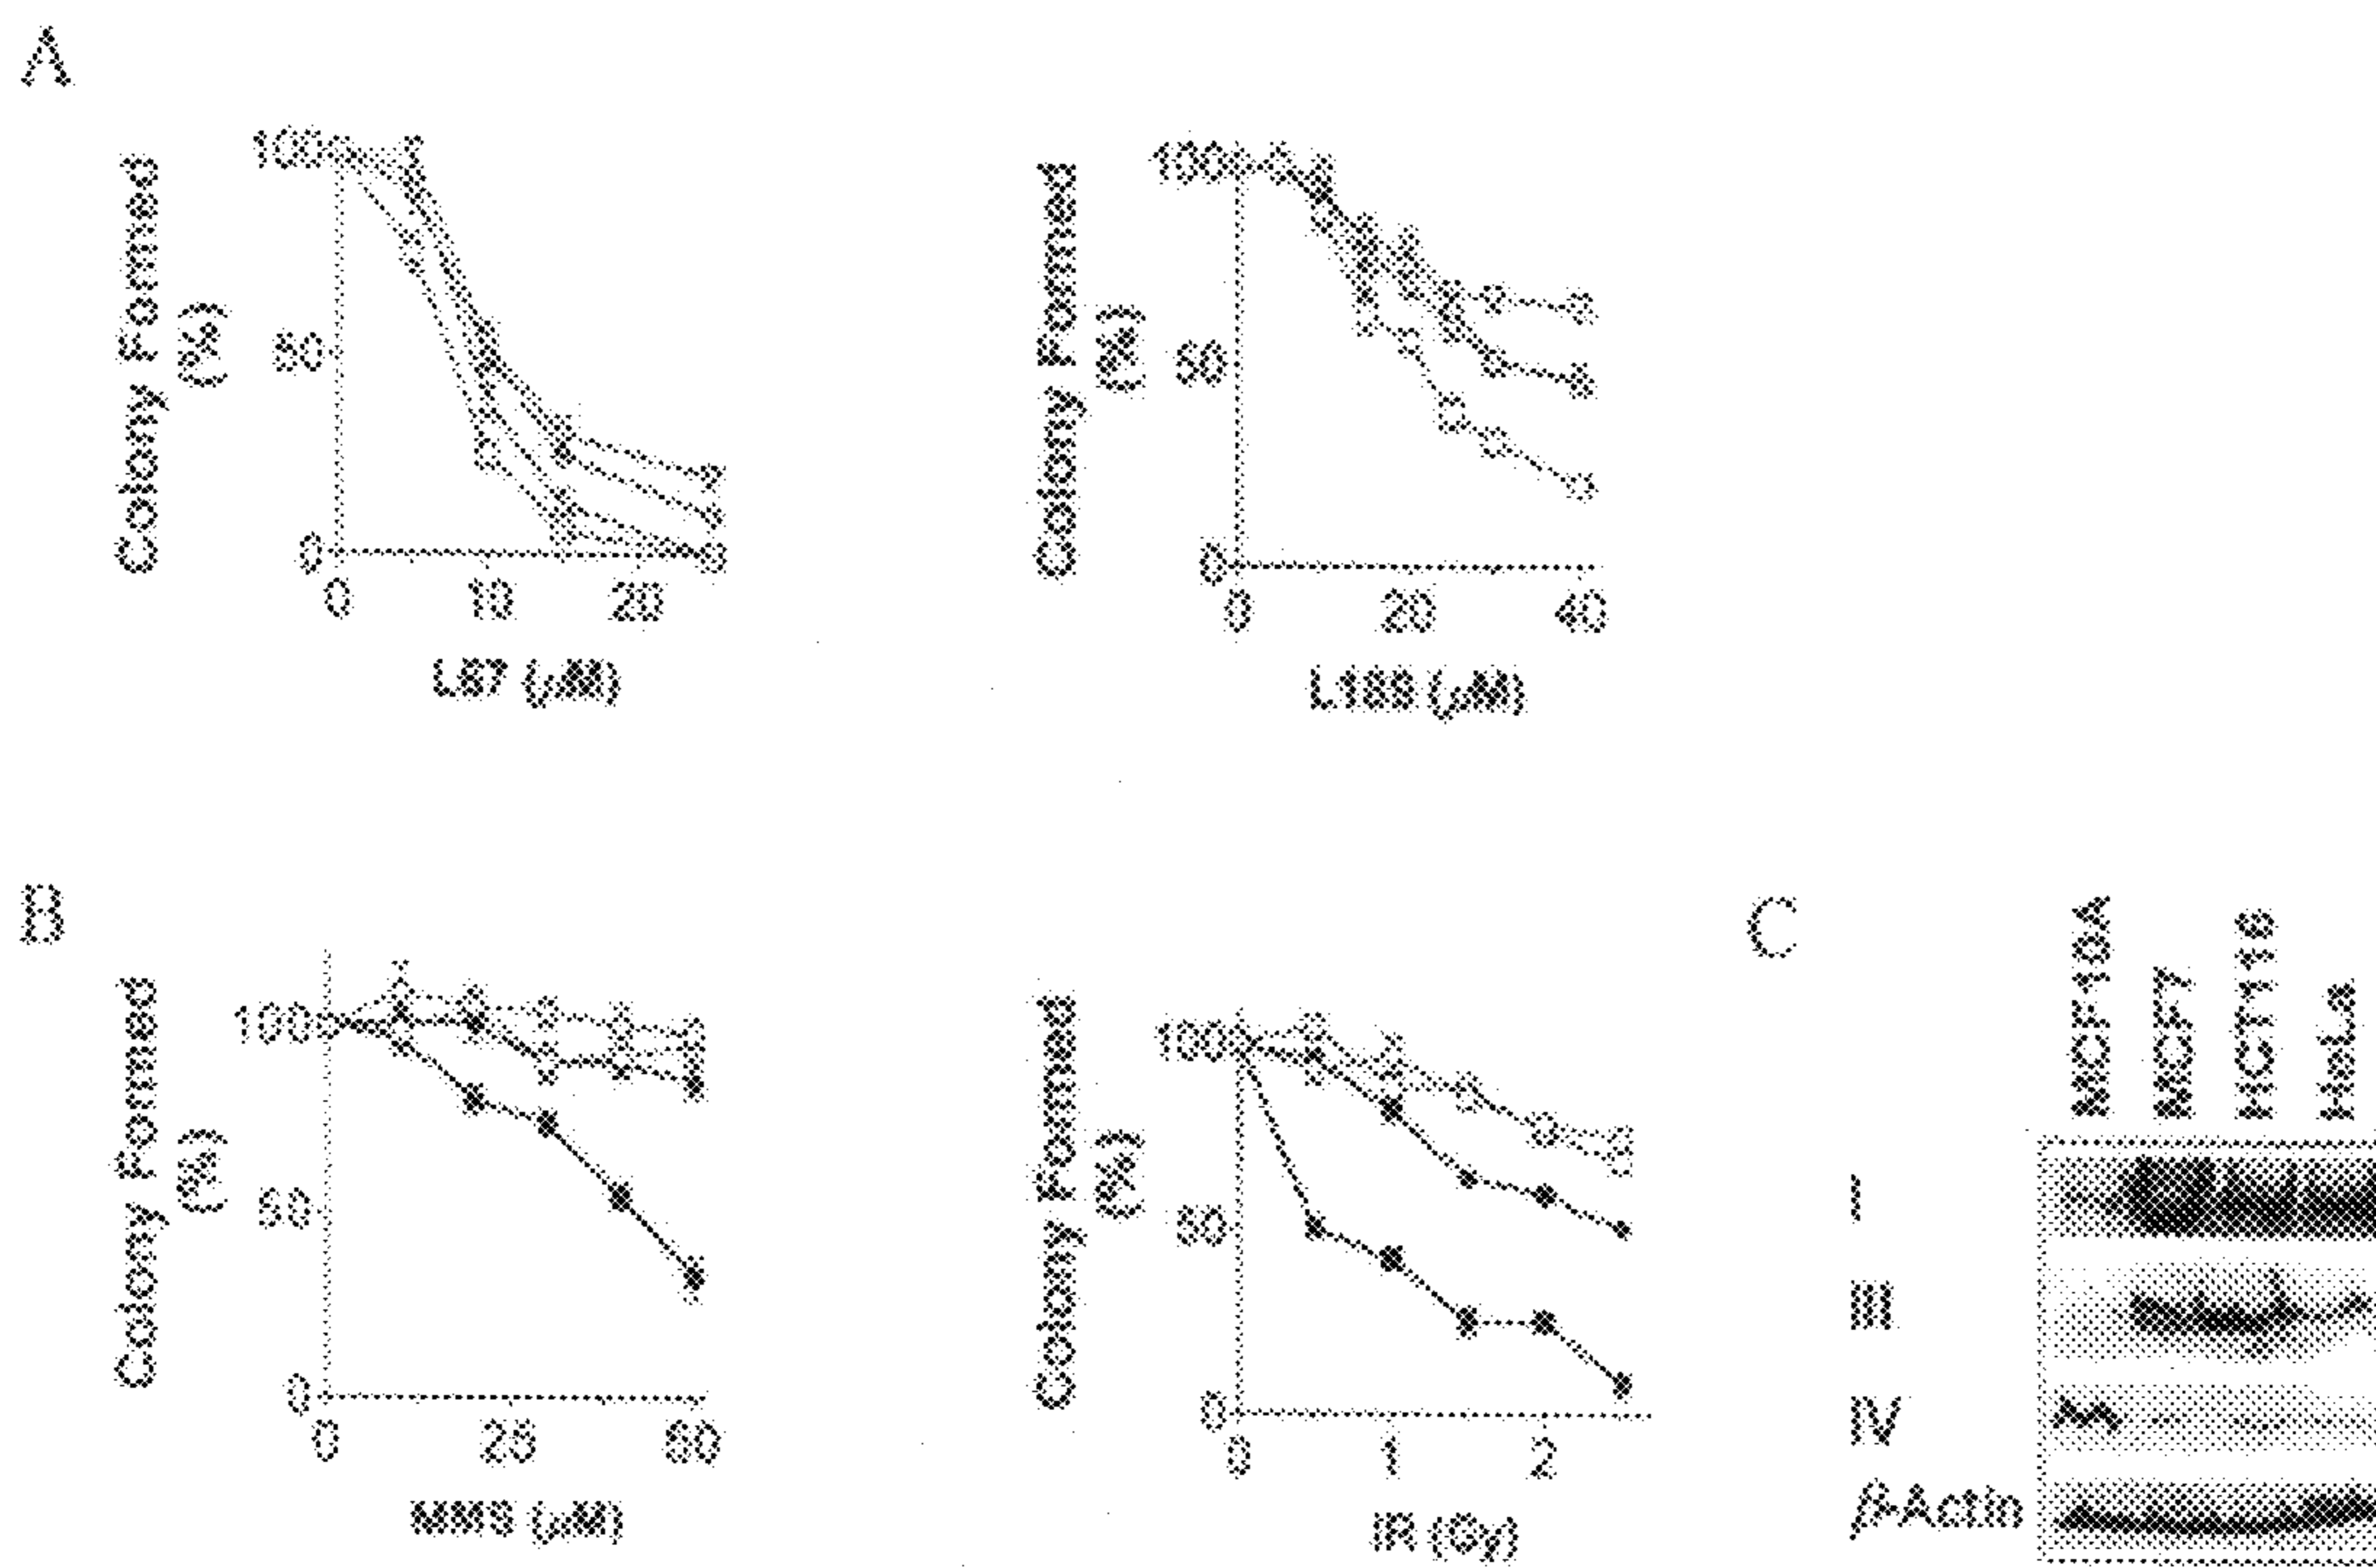 A
Colony Formed
(%)
100
50
0
0 10 20
L67 (μM)
Colony Formed
(%)
100
50
0
0 20 40
L189 (μM)
B
Colony Formed
(%)
100
50
0
0 25 50
MMS (μM)
Colony Formed
(%)
100
50
0
0 1 2
IR (Gy)
C
MCF10A
MCF7
HCT116
HeLa
I
III
IV
β-Actin